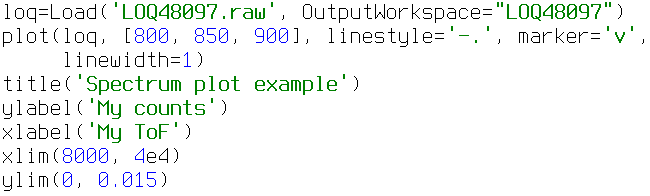 loq=Load('LOQ48097.raw', OutputWorkspace="LOQ48097")
plot(loq, [800, 850, 900], linestyle='-.', marker='v',
linewidth=1)
title('Spectrum plot example')
ylabel('My counts')
xlabel('My ToF')
xlim(8000, 4e4)
ylim(0, 0.015)